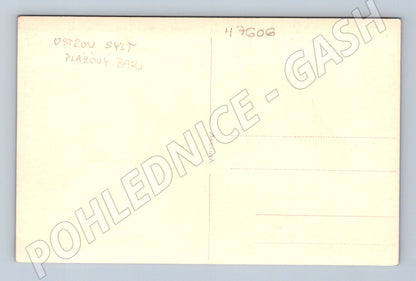 OSTROV SYLT
PLÁŽOVÝ BAR
47606
POHLEDNICE - GASH